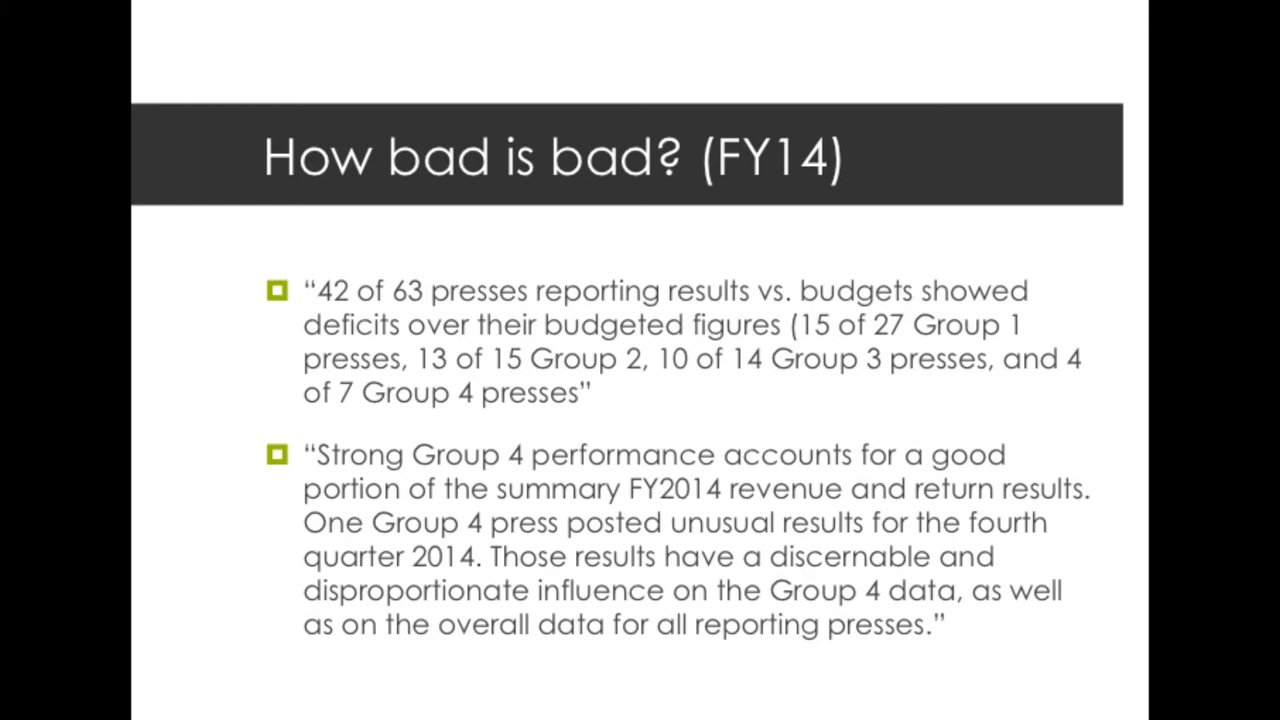 How bad is bad? (FY14)
“42 of 63 presses reporting results vs. budgets showed
deficits over their budgeted figures (15 of 27 Group 1
presses, 13 of 15 Group 2, 10 of 14 Group 3 presses, and 4
of 7 Group 4 presses”
“Strong Group 4 performance accounts for a good
portion of the summary FY2014 revenue and return results.
One Group 4 press posted unusual results for the fourth
quarter 2014. Those results have a discernable and
disproportionate influence on the Group 4 data, as well
as on the overall data for all reporting presses.”